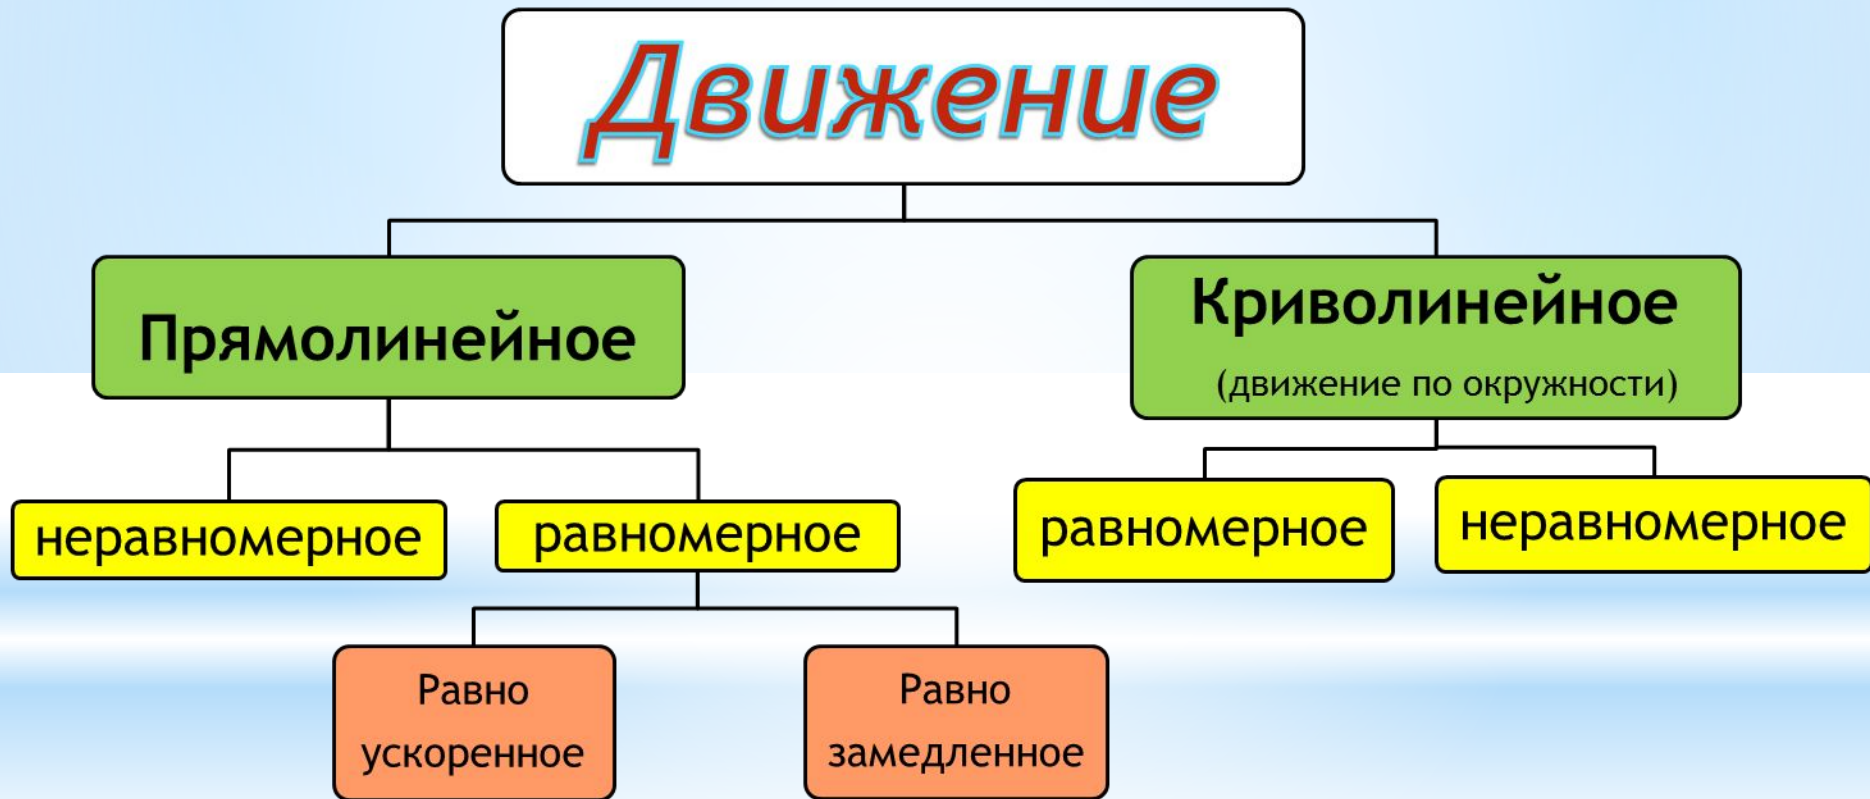 Движение
Прямолинейное
Криволинейное
(движение по окружности)
неравномерное
равномерное
равномерное
неравномерное
Равно
ускоренное
Равно
замедленное